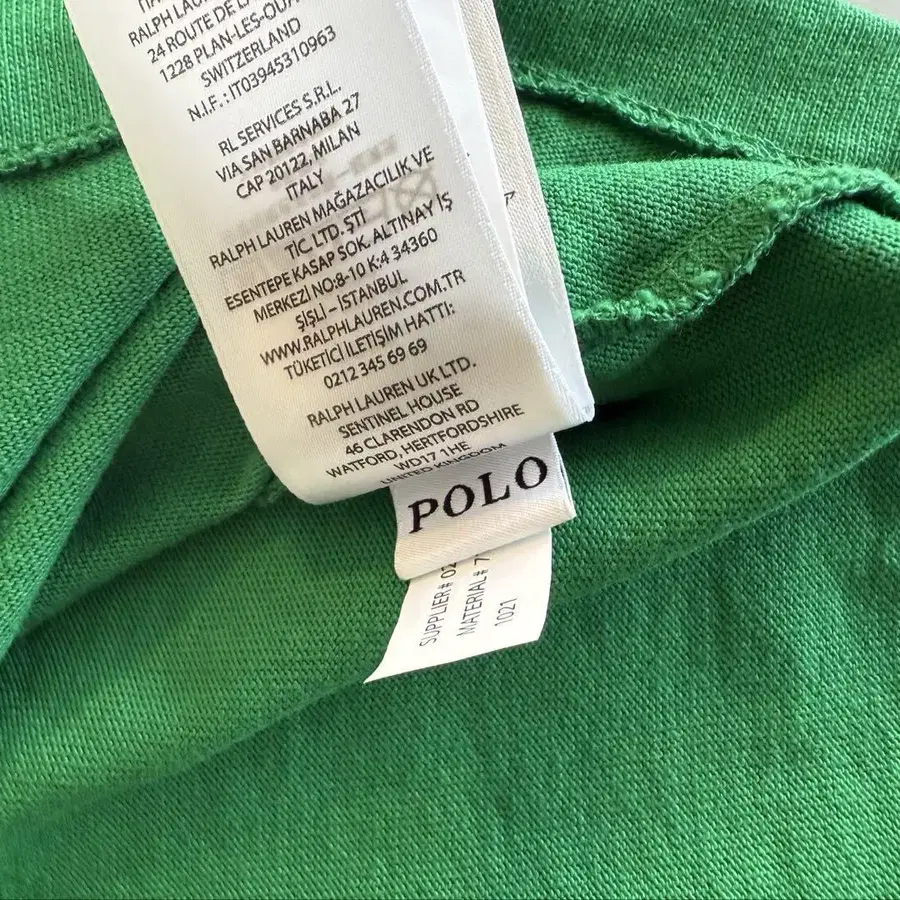 RALPH LAU
24 ROUTE DE LA
1228 PLAN-LES-OUA
SWITZERLAND
N.I.F.: IT03945310963
RL SERVICES S.R.L.
VIA SAN BARNABA 27
CAP 20122, MILAN
ITALY
RALPH LAUREN MAĞAZACILIK VE
TİC. LTD. ŞTİ
ESENTEPE KASAP SOK. ALTINAY İŞ
MERKEZİ NO:8-10 K:4 34360
ŞİŞLİ – İSTANBUL
WWW.RALPHLAUREN.COM.TR
TÜKETİCİ İLETİŞİM HATTI:
0212 345 69 69
RALPH LAUREN UK LTD.
SENTINEL HOUSE
46 CLARENDON RD
WATFORD, HERTFORDSHIRE
WD17 1HE
UNITED KINGDOM
POLO
SUPPLIER# 02
MATERIAL# 7
1021